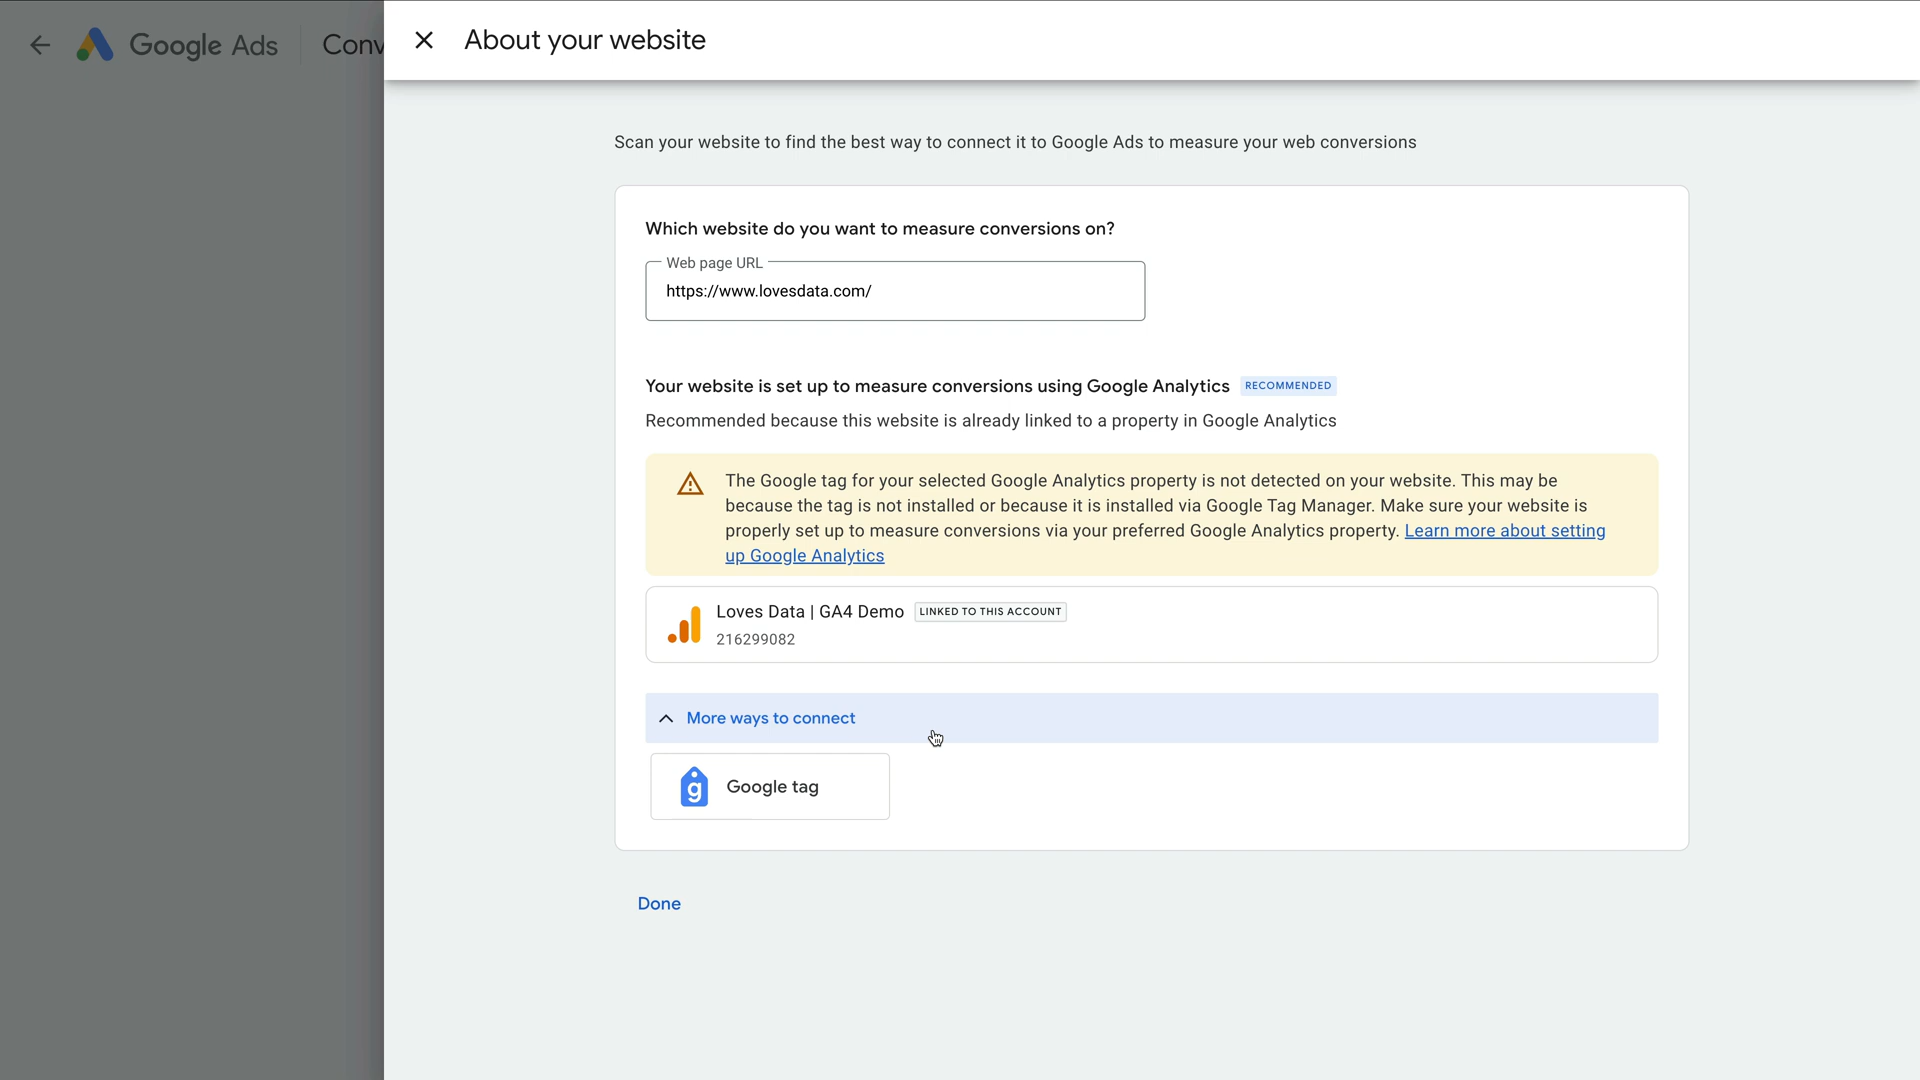 Google Ads
Conv
About your website
Scan your website to find the best way to connect it to Google Ads to measure your web conversions
Which website do you want to measure conversions on?
Web page URL
https://www.lovesdata.com/
Your website is set up to measure conversions using Google Analytics RECOMMENDED
Recommended because this website is already linked to a property in Google Analytics
The Google tag for your selected Google Analytics property is not detected on your website. This may be
because the tag is not installed or because it is installed via Google Tag Manager. Make sure your website is
properly set up to measure conversions via your preferred Google Analytics property. Learn more about setting
up Google Analytics
Loves Data | GA4 Demo LINKED TO THIS ACCOUNT
216299082
More ways to connect
g Google tag
Done